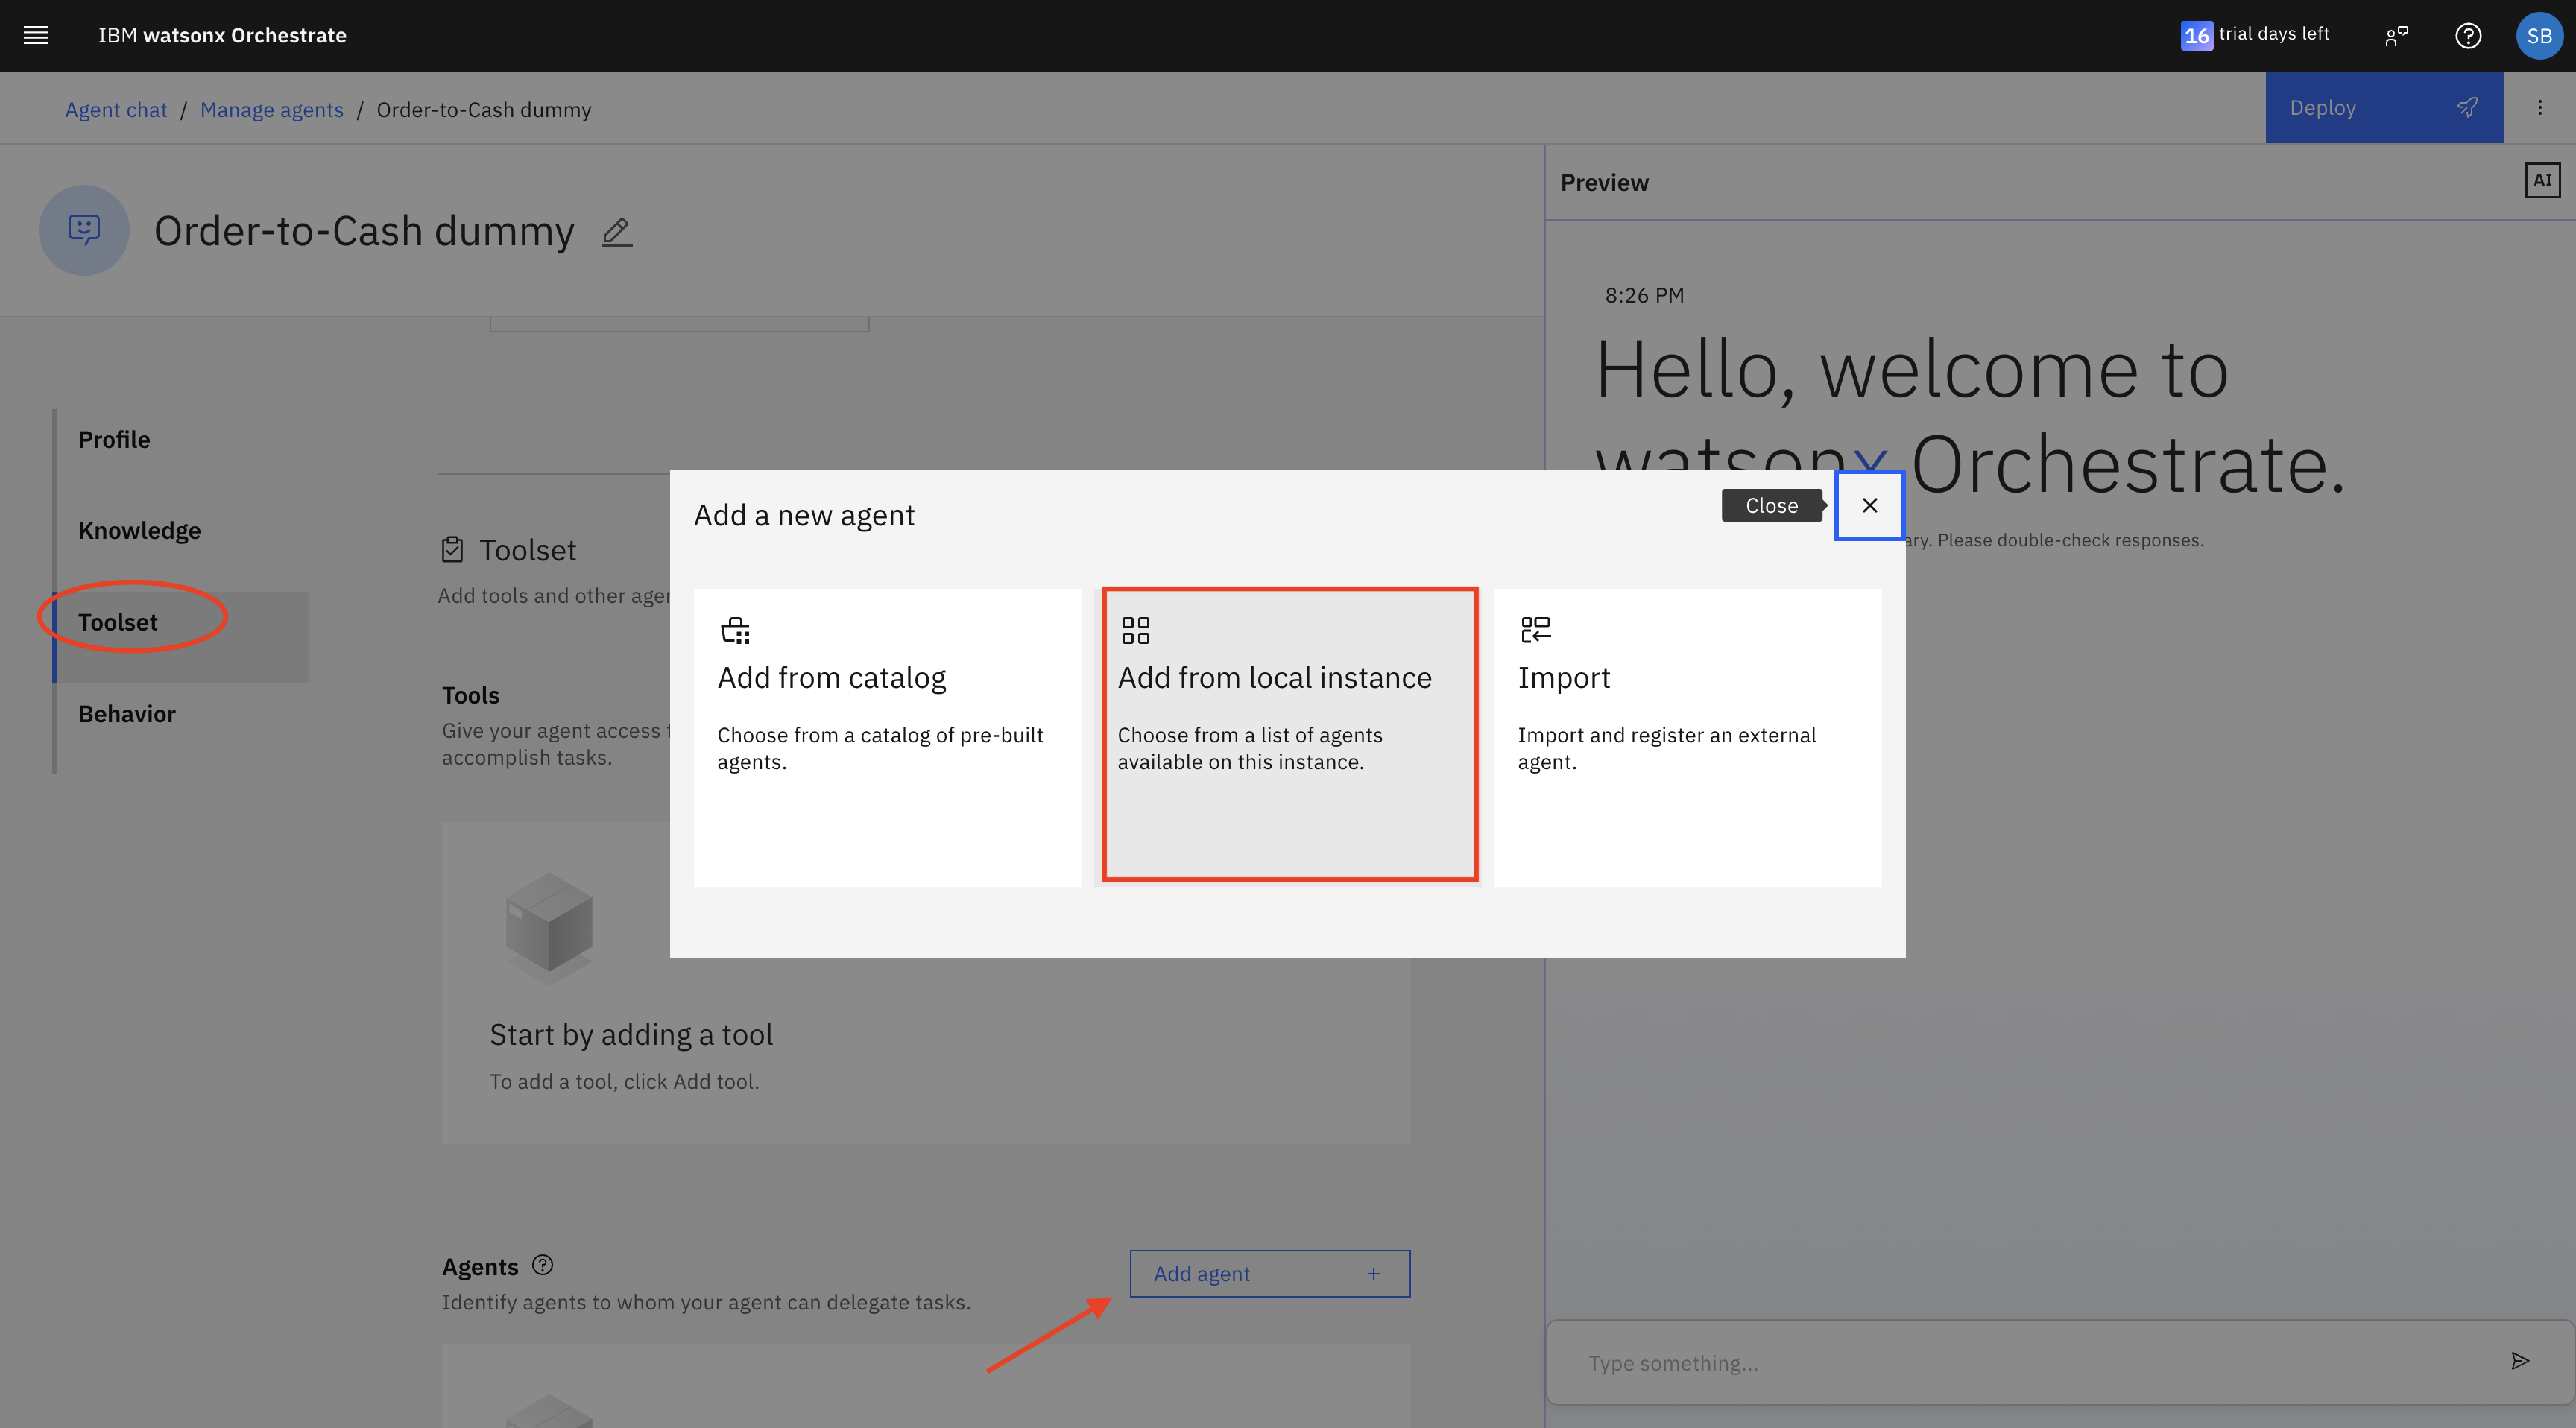 IBM watsonx Orchestrate
16 trial days left
SB
Agent chat / Manage agents / Order-to-Cash dummy
Deploy
Order-to-Cash dummy
Preview
AI
8:26 PM
Hello, welcome to
watsonx Orchestrate.
ary. Please double-check responses.
Profile
Knowledge
Toolset
Behavior
Toolset
Add tools and other agen
Tools
Give your agent access t
accomplish tasks.
Add a new agent
Close
Add from catalog
Choose from a catalog of pre-built
agents.
Add from local instance
Choose from a list of agents
available on this instance.
Import
Import and register an external
agent.
Start by adding a tool
To add a tool, click Add tool.
Agents
Identify agents to whom your agent can delegate tasks.
Add agent +
Type something...